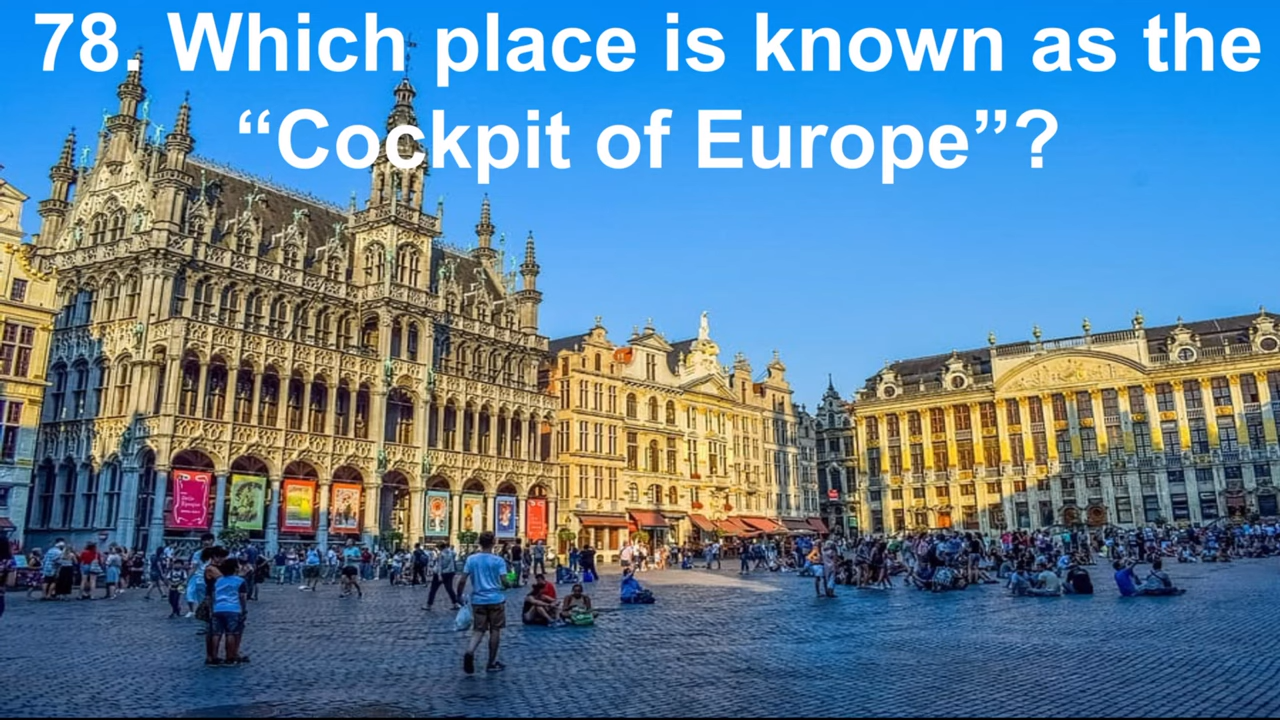 78. Which place is known as the
“Cockpit of Europe”?